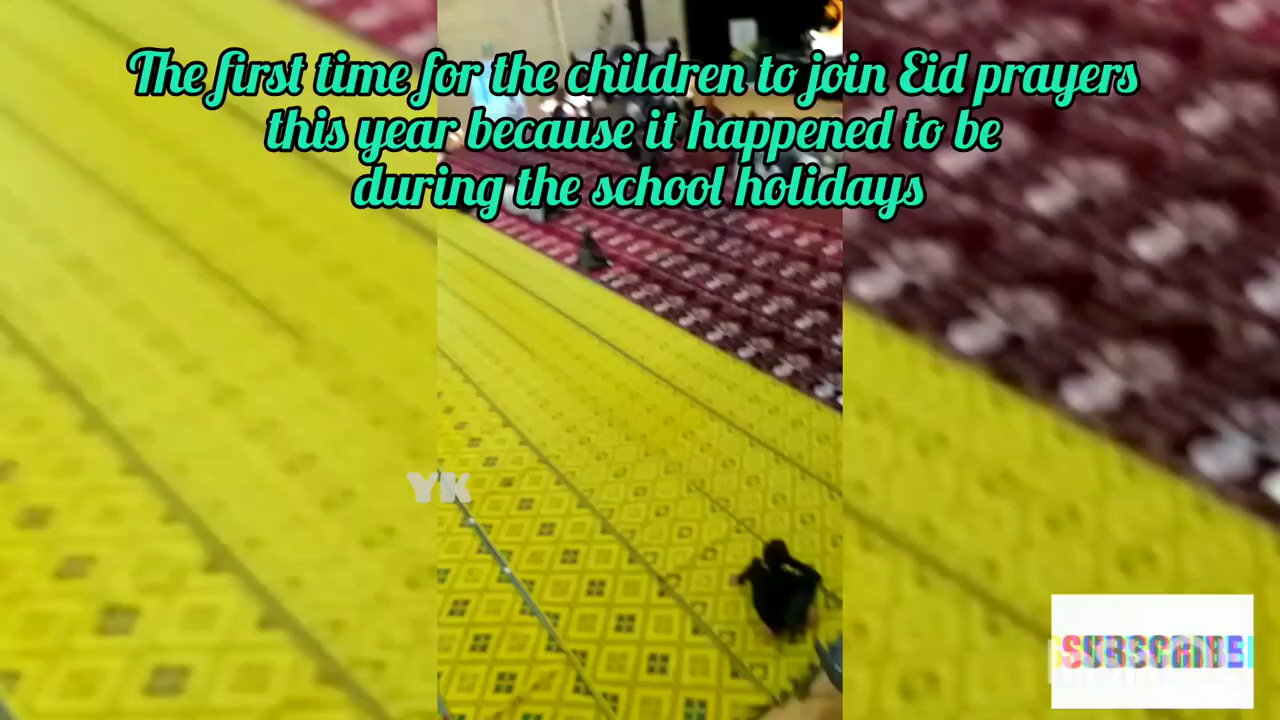 The first time for the children to join Eid prayers
this year because it happened to be
during the school holidays
YK
SUBSCRIBE